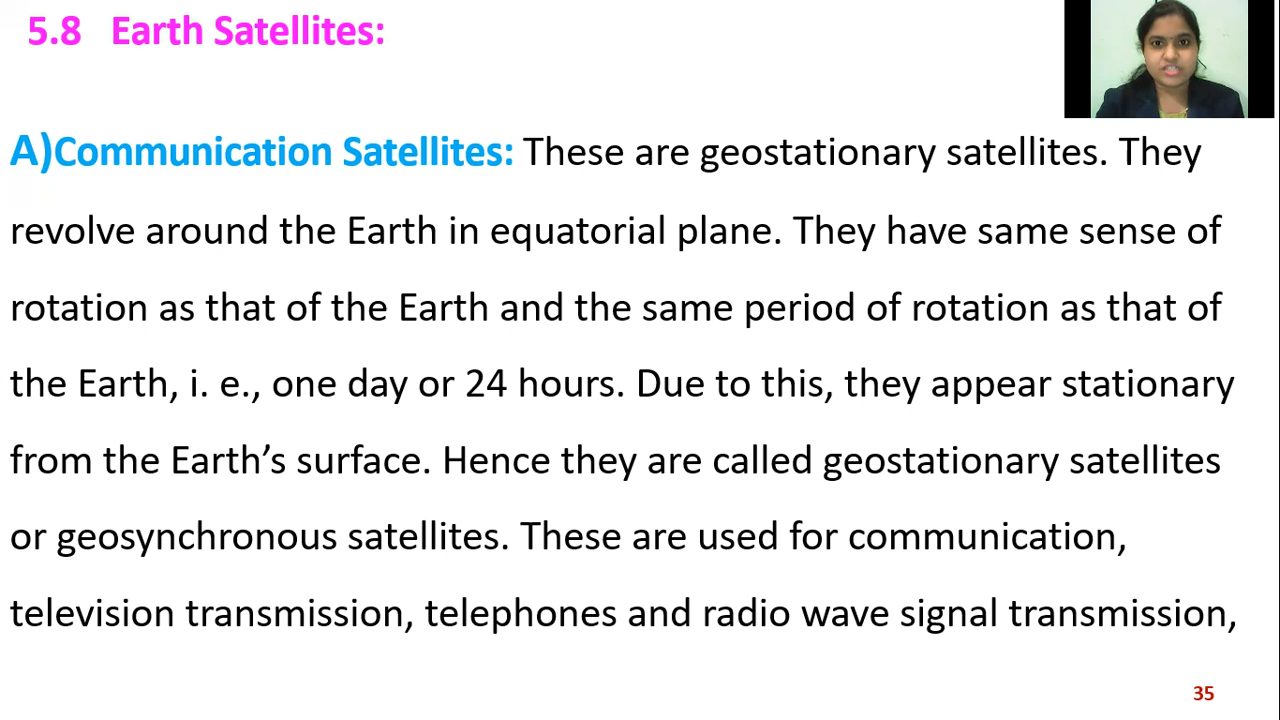 5.8 Earth Satellites:
A)Communication Satellites: These are geostationary satellites. They
revolve around the Earth in equatorial plane. They have same sense of
rotation as that of the Earth and the same period of rotation as that of
the Earth, i. e., one day or 24 hours. Due to this, they appear stationary
from the Earth’s surface. Hence they are called geostationary satellites
or geosynchronous satellites. These are used for communication,
television transmission, telephones and radio wave signal transmission,
35